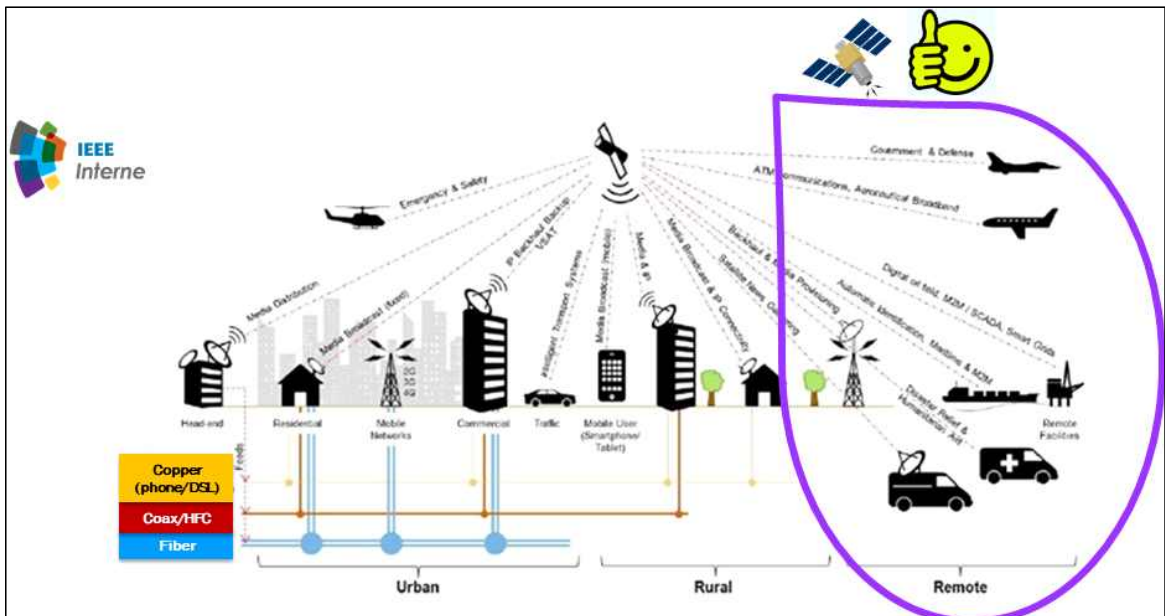 IEEE
Interne
Government & Defense
ATM Communications, Aeronautical Broadband
Emergency & Safety
IP Backhaul Backup
VSAT
Media Distribution
Media Broadcast (fixed)
Intelligent Transport Systems
Media Broadcast (mobile)
Media & IP
Media Broadcast & IP Connectivity
Satellite News Gathering
Backhaul & Media Provisioning
Automatic Identification, Maritime & M2M
Digital oil field, M2M / SCADA, Smart Grids
Disaster Relief &
Humanitarian Aid
Head-end
Residential
Mobile
Networks
Commercial
Traffic
Mobile User
(Smartphone/
Tablet)
Remote
Facilities
Feeds
Copper
(phone/DSL)
Coax/HFC
Fiber
Urban
Rural
Remote